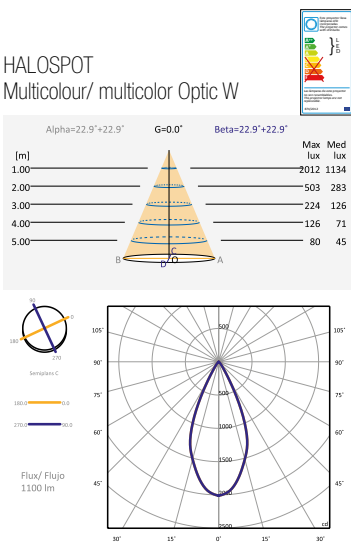 HALOSPOT
Multicolour/ multicolor Optic W
L
E
D
Alpha=22.9°+22.9° G=0.0° Beta=22.9°+22.9°
Max Med
[m] lux lux
1.00 2012 1134
2.00 503 283
3.00 224 126
4.00 126 71
5.00 80 45
C
B D O A
90
0
180
270
Semiplans C
180.0 0.0
270.0 90.0
Flux/ Flujo
1100 lm
105° 500 105°
90° 90°
75° 500 75°
60° 1000 60°
45° 1500 45°
2000
2500 cd
30° 15° 0° 15° 30°